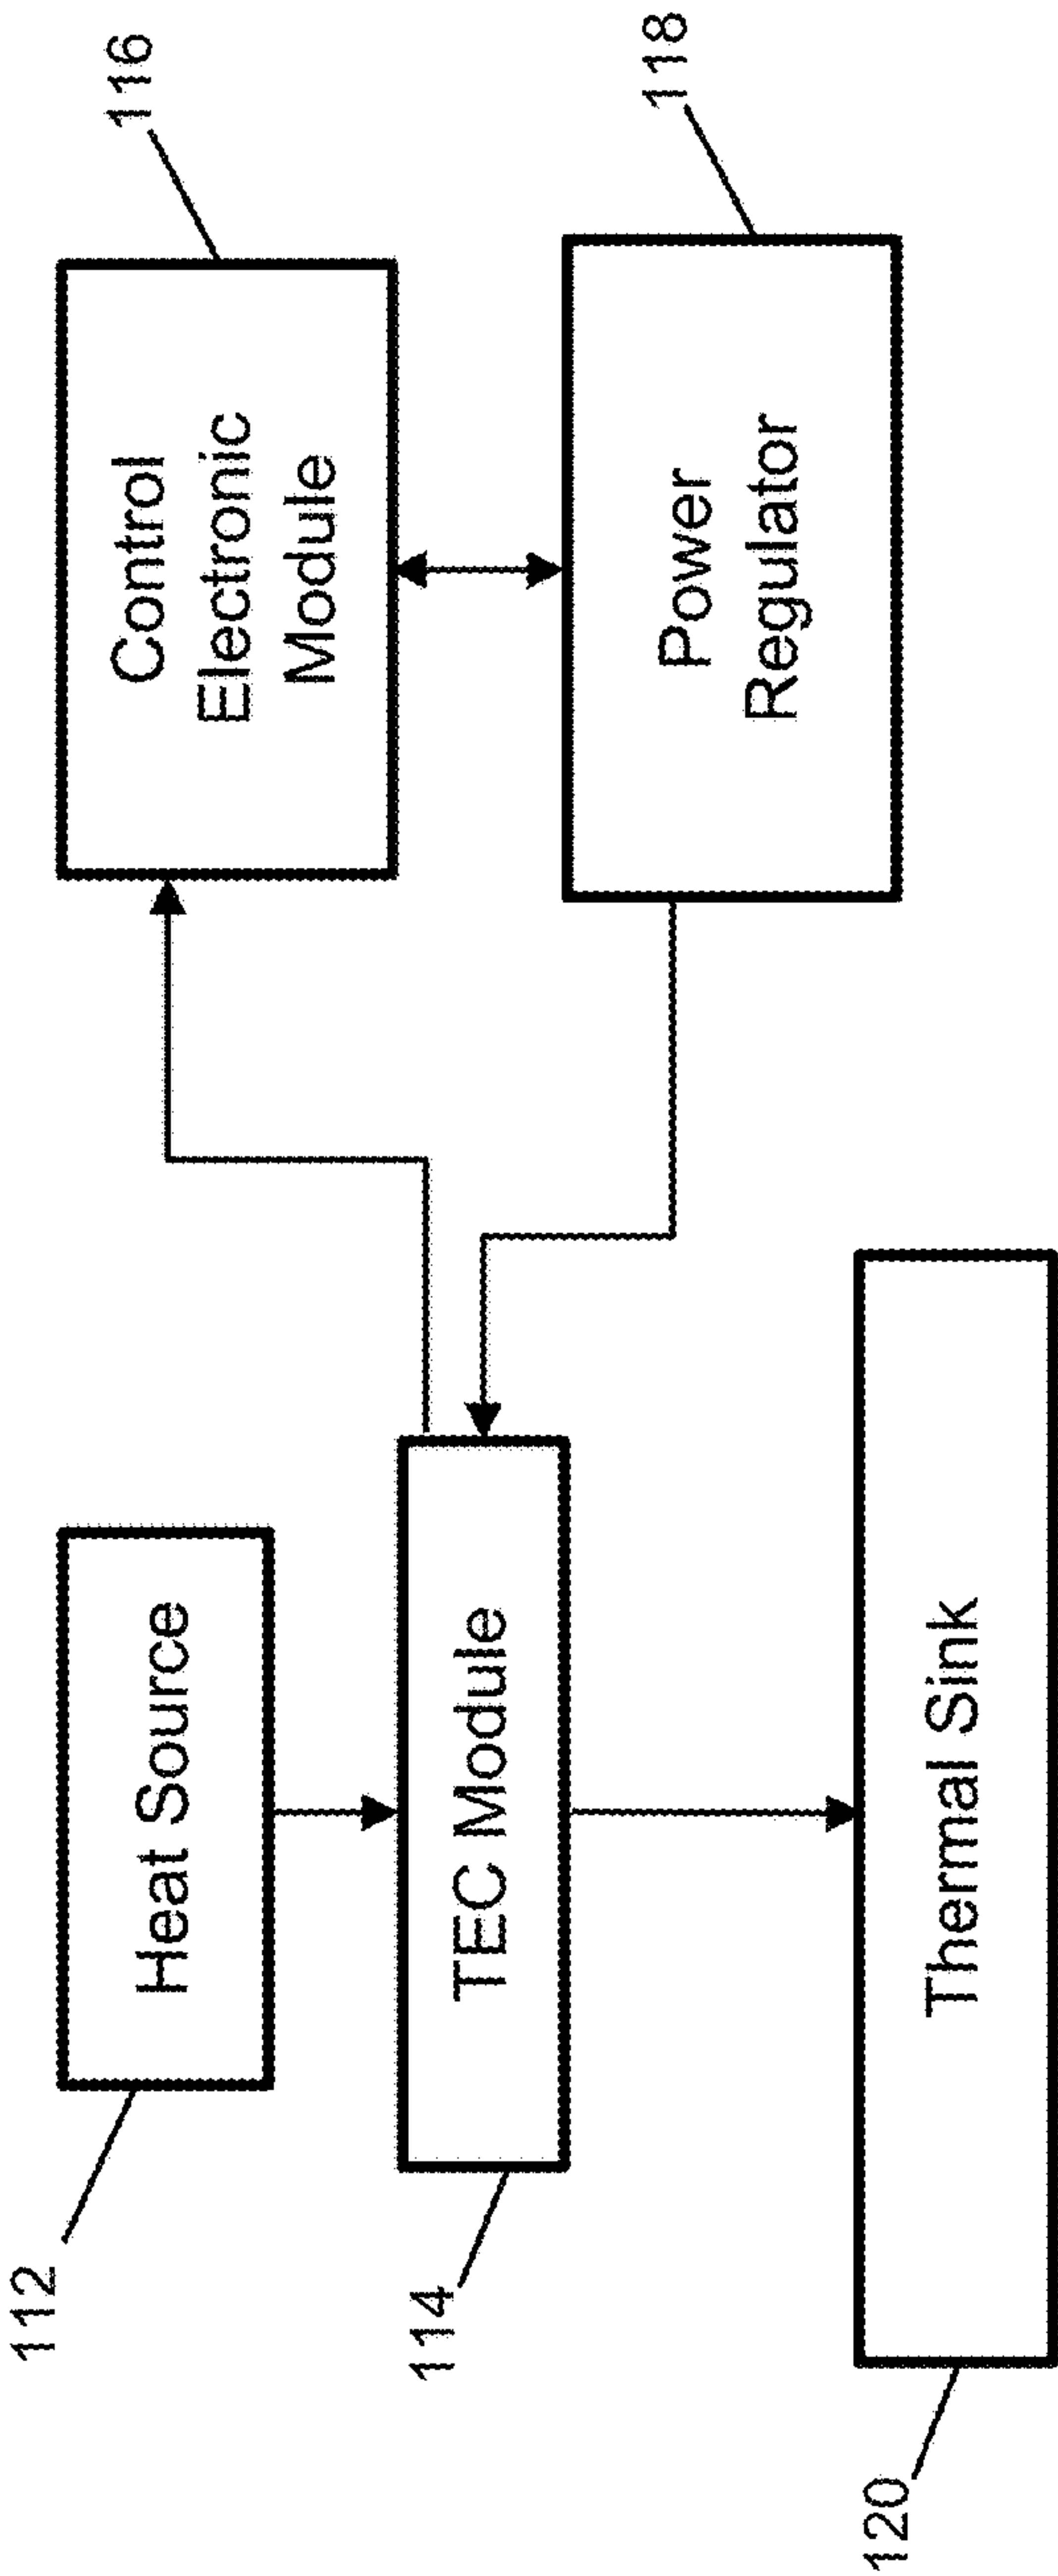 112
Heat Source
114
TEC Module
120
Thermal Sink
116
Control
Electronic
Module
118
Power
Regulator